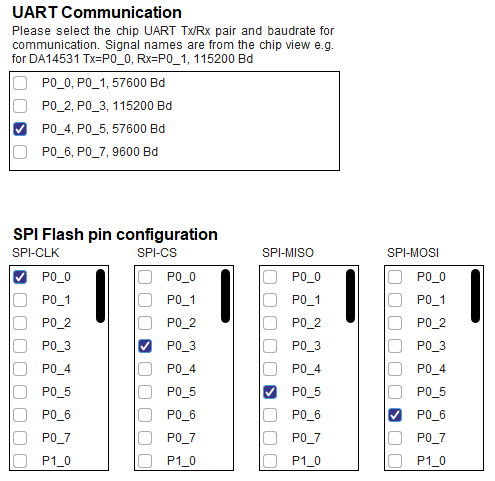 UART Communication
Please select the chip UART Tx/Rx pair and baudrate for
communication. Signal names are from the chip view e.g.
for DA14531 Tx=P0_0, Rx=P0_1, 115200 Bd
P0_0, P0_1, 57600 Bd
P0_2, P0_3, 115200 Bd
P0_4, P0_5, 57600 Bd
P0_6, P0_7, 9600 Bd
SPI Flash pin configuration
SPI-CLK
P0_0
P0_1
P0_2
P0_3
P0_4
P0_5
P0_6
P0_7
P1_0
SPI-CS
P0_0
P0_1
P0_2
P0_3
P0_4
P0_5
P0_6
P0_7
P1_0
SPI-MISO
P0_0
P0_1
P0_2
P0_3
P0_4
P0_5
P0_6
P0_7
P1_0
SPI-MOSI
P0_0
P0_1
P0_2
P0_3
P0_4
P0_5
P0_6
P0_7
P1_0